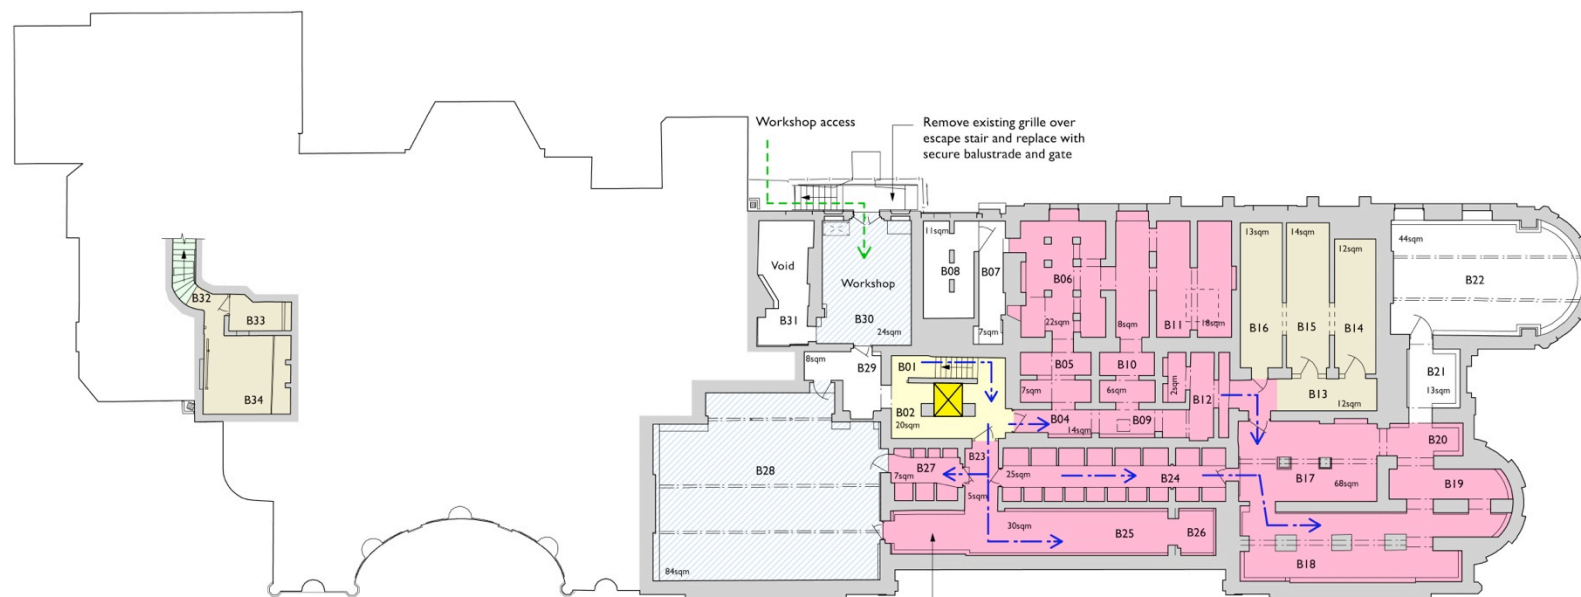 Workshop access
Remove existing grille over
escape stair and replace with
secure balustrade and gate
11sqm
B08
B07
7sqm
Void
B31
Workshop
B30
24sqm
B06
22sqm
8sqm
B11
18sqm
13sqm
B16
14sqm
B15
12sqm
B14
44sqm
B22
B32
B33
B34
8sqm
B29
B01
B02
20sqm
B05
7sqm
B10
6sqm
2sqm
B12
B13
12sqm
B21
13sqm
B04
14sqm
B09
B28
84sqm
B27
7sqm
B23
5sqm
25sqm
B24
B17
68sqm
B20
B19
30sqm
B25
B26
B18